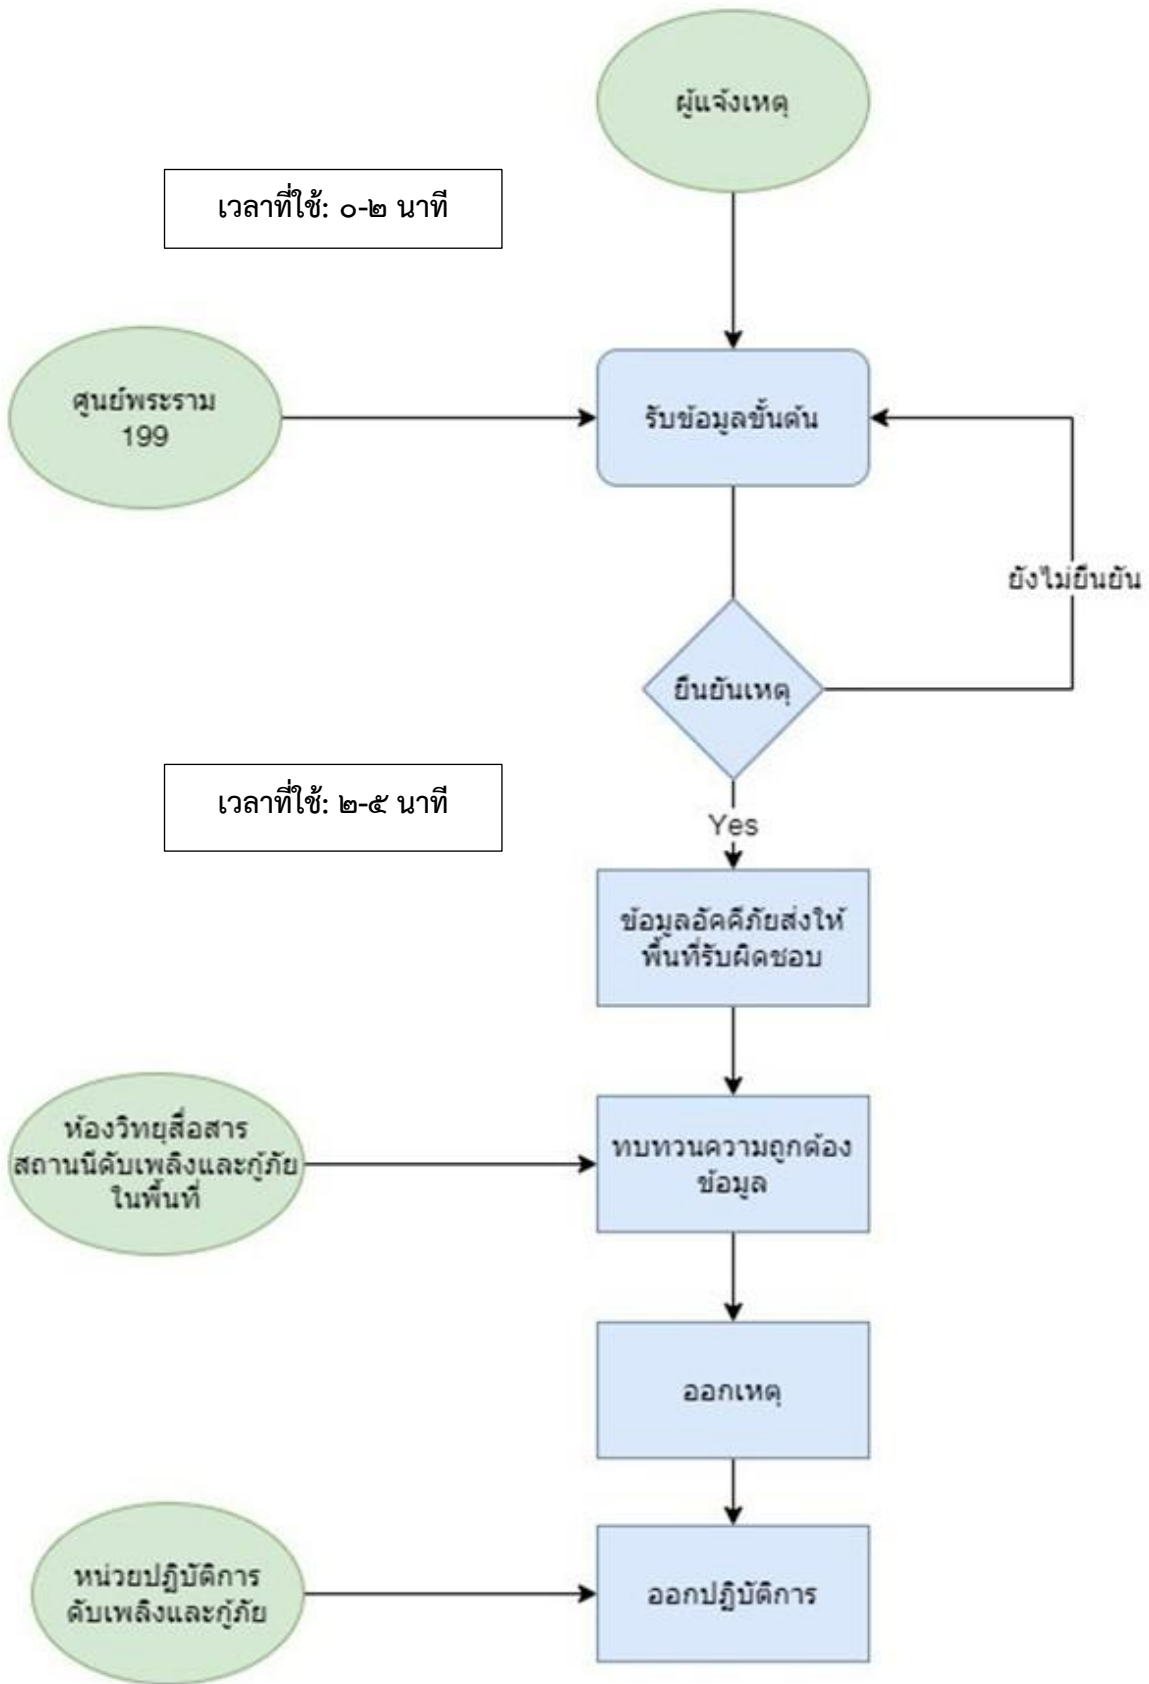 ผู้แจ้งเหตุ
เวลาที่ใช้: ๐-๒ นาที
ศูนย์พระราม
199
รับข้อมูลขั้นต้น
ยังไม่ยืนยัน
ยืนยันเหตุ
เวลาที่ใช้: ๒-๕ นาที
Yes
ข้อมูลอัคคีภัยส่งให้
พื้นที่รับผิดชอบ
ห้องวิทยุสื่อสาร
สถานนีดับเพลิงและกู้ภัย
ในพื้นที่
ทบทวนความถูกต้อง
ข้อมูล
ออกเหตุ
หน่วยปฏิบัติการ
ดับเพลิงและกู้ภัย
ออกปฏิบัติการ